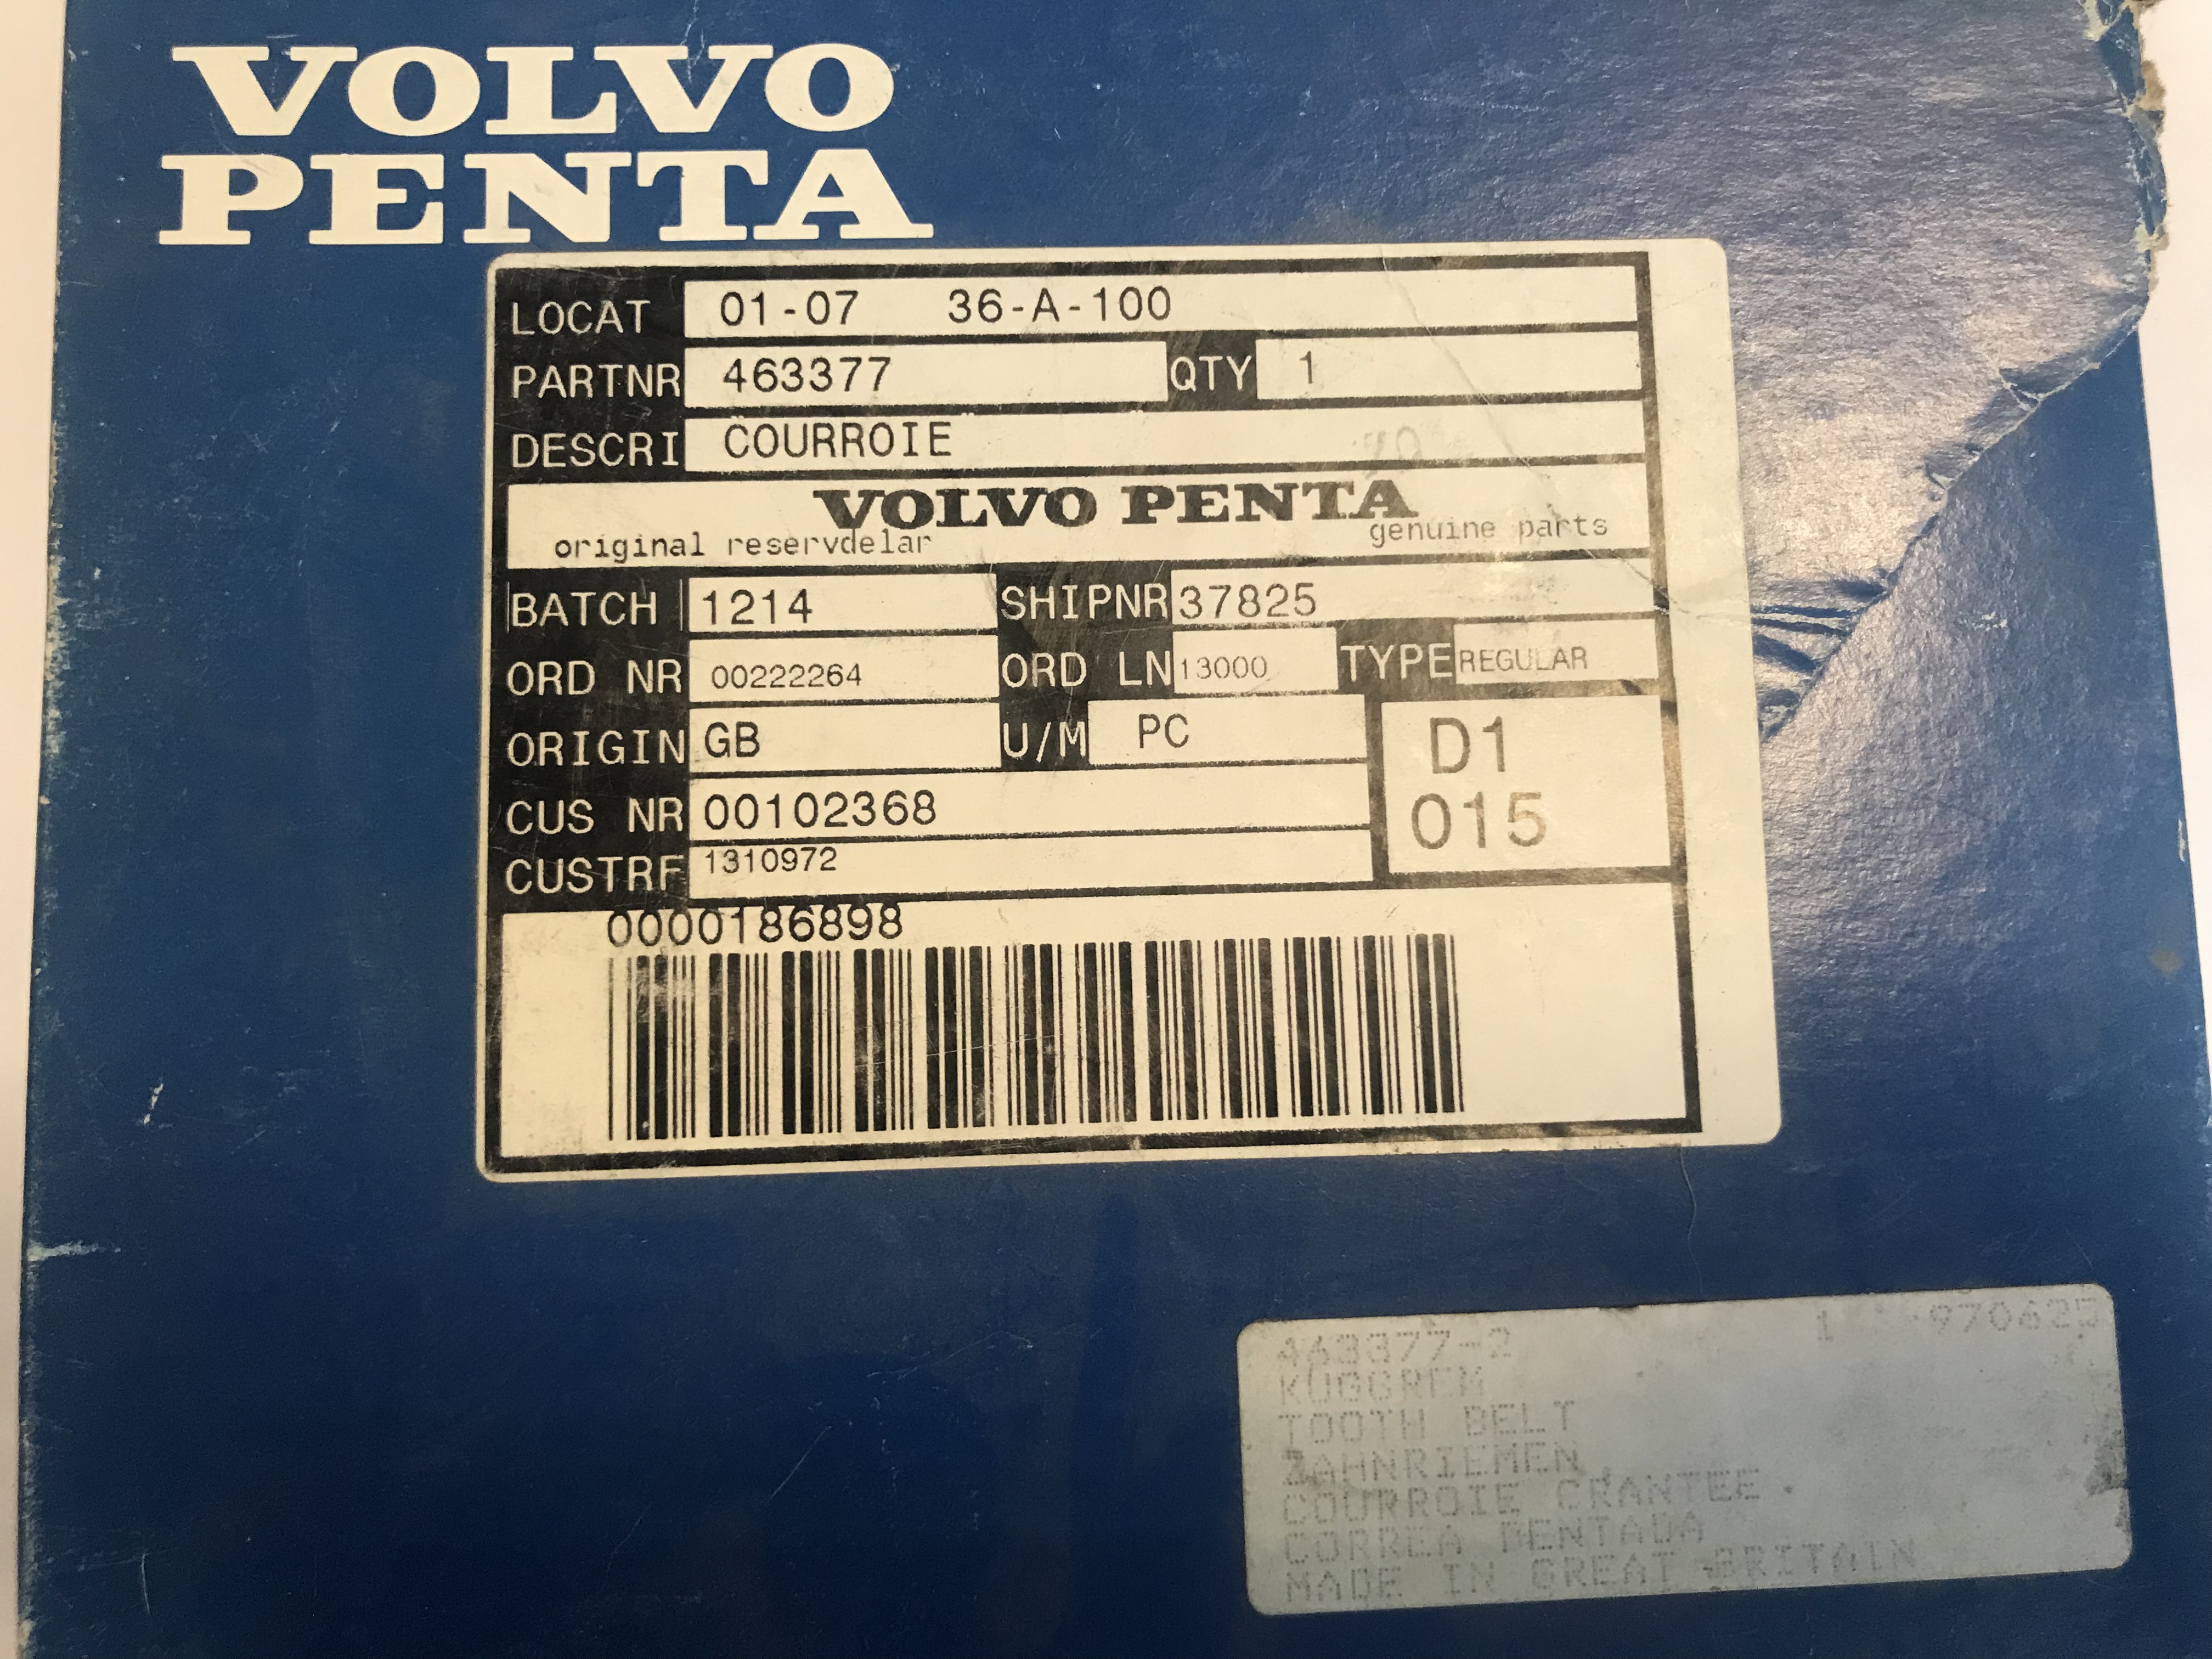 VOLVO
PENTA
LOCAT 01-07 36-A-100
PARTNR 463377 QTY 1
DESCRI COURROIE
VOLVO PENTA
original reservdelar genuine parts
BATCH 1214 SHIPNR 37825
ORD NR 00222264 ORD LN 13000 TYPE REGULAR
ORIGIN GB U/M PC
D1
015
CUS NR 00102368
CUSTRF 1310972
0000186898
463377-2 1 970625
KUGGREM
TOOTH BELT
ZAHNRIEMEN
COURROIE CRANTEE
CORREA DENTADA
MADE IN GREAT BRITAIN